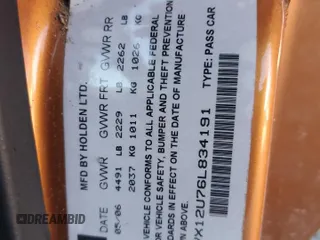 MFD BY HOLDEN LTD.
GVWR GVWR FRT GVWR RR
05/06 4491 LB 2229 LB 2262 LB
2037 KG 1011 KG 1026 KG
VEHICLE CONFORMS TO ALL APPLICABLE FEDERAL
VEHICLE SAFETY, BUMPER, AND THEFT PREVENTION
DARDS IN EFFECT ON THE DATE OF MANUFACTURE
WN ABOVE.
X12U76L834191 TYPE: PASS CAR